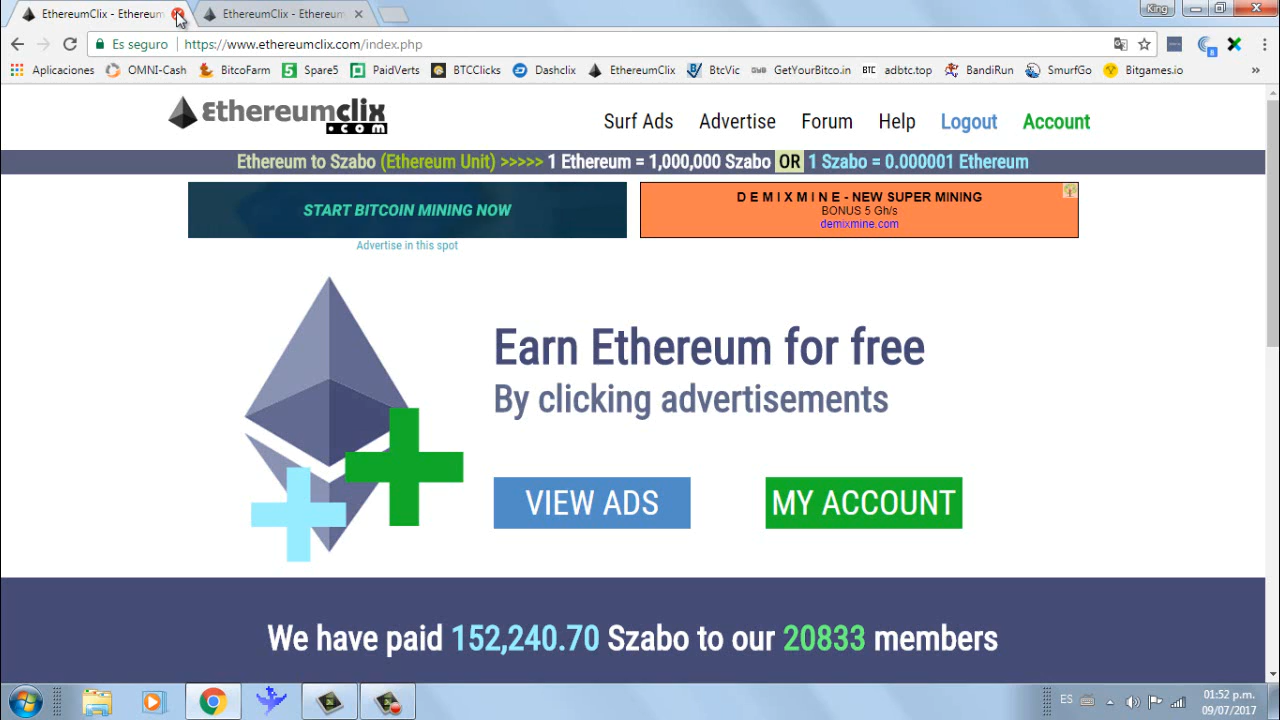 EthereumClix - Ethereum
EthereumClix - Ethereum
King
Es seguro
https://www.ethereumclix.com/index.php
Aplicaciones OMNI-Cash BitcoFarm Spare5 PaidVerts BTCClicks Dashclix EthereumClix BtcVic GetYourBitco.in BTC adbtc.top BandiRun SmurfGo Bitgames.io »
Ethereumclix
.com
Surf Ads Advertise Forum Help Logout Account
Ethereum to Szabo (Ethereum Unit) >>>>> 1 Ethereum = 1,000,000 Szabo OR 1 Szabo = 0.000001 Ethereum
START BITCOIN MINING NOW
Advertise in this spot
D E M I X M I N E - NEW SUPER MINING
BONUS 5 Gh/s
demixmine.com
Earn Ethereum for free
By clicking advertisements
VIEW ADS MY ACCOUNT
We have paid 152,240.70 Szabo to our 20833 members
ES
01:52 p.m.
09/07/2017